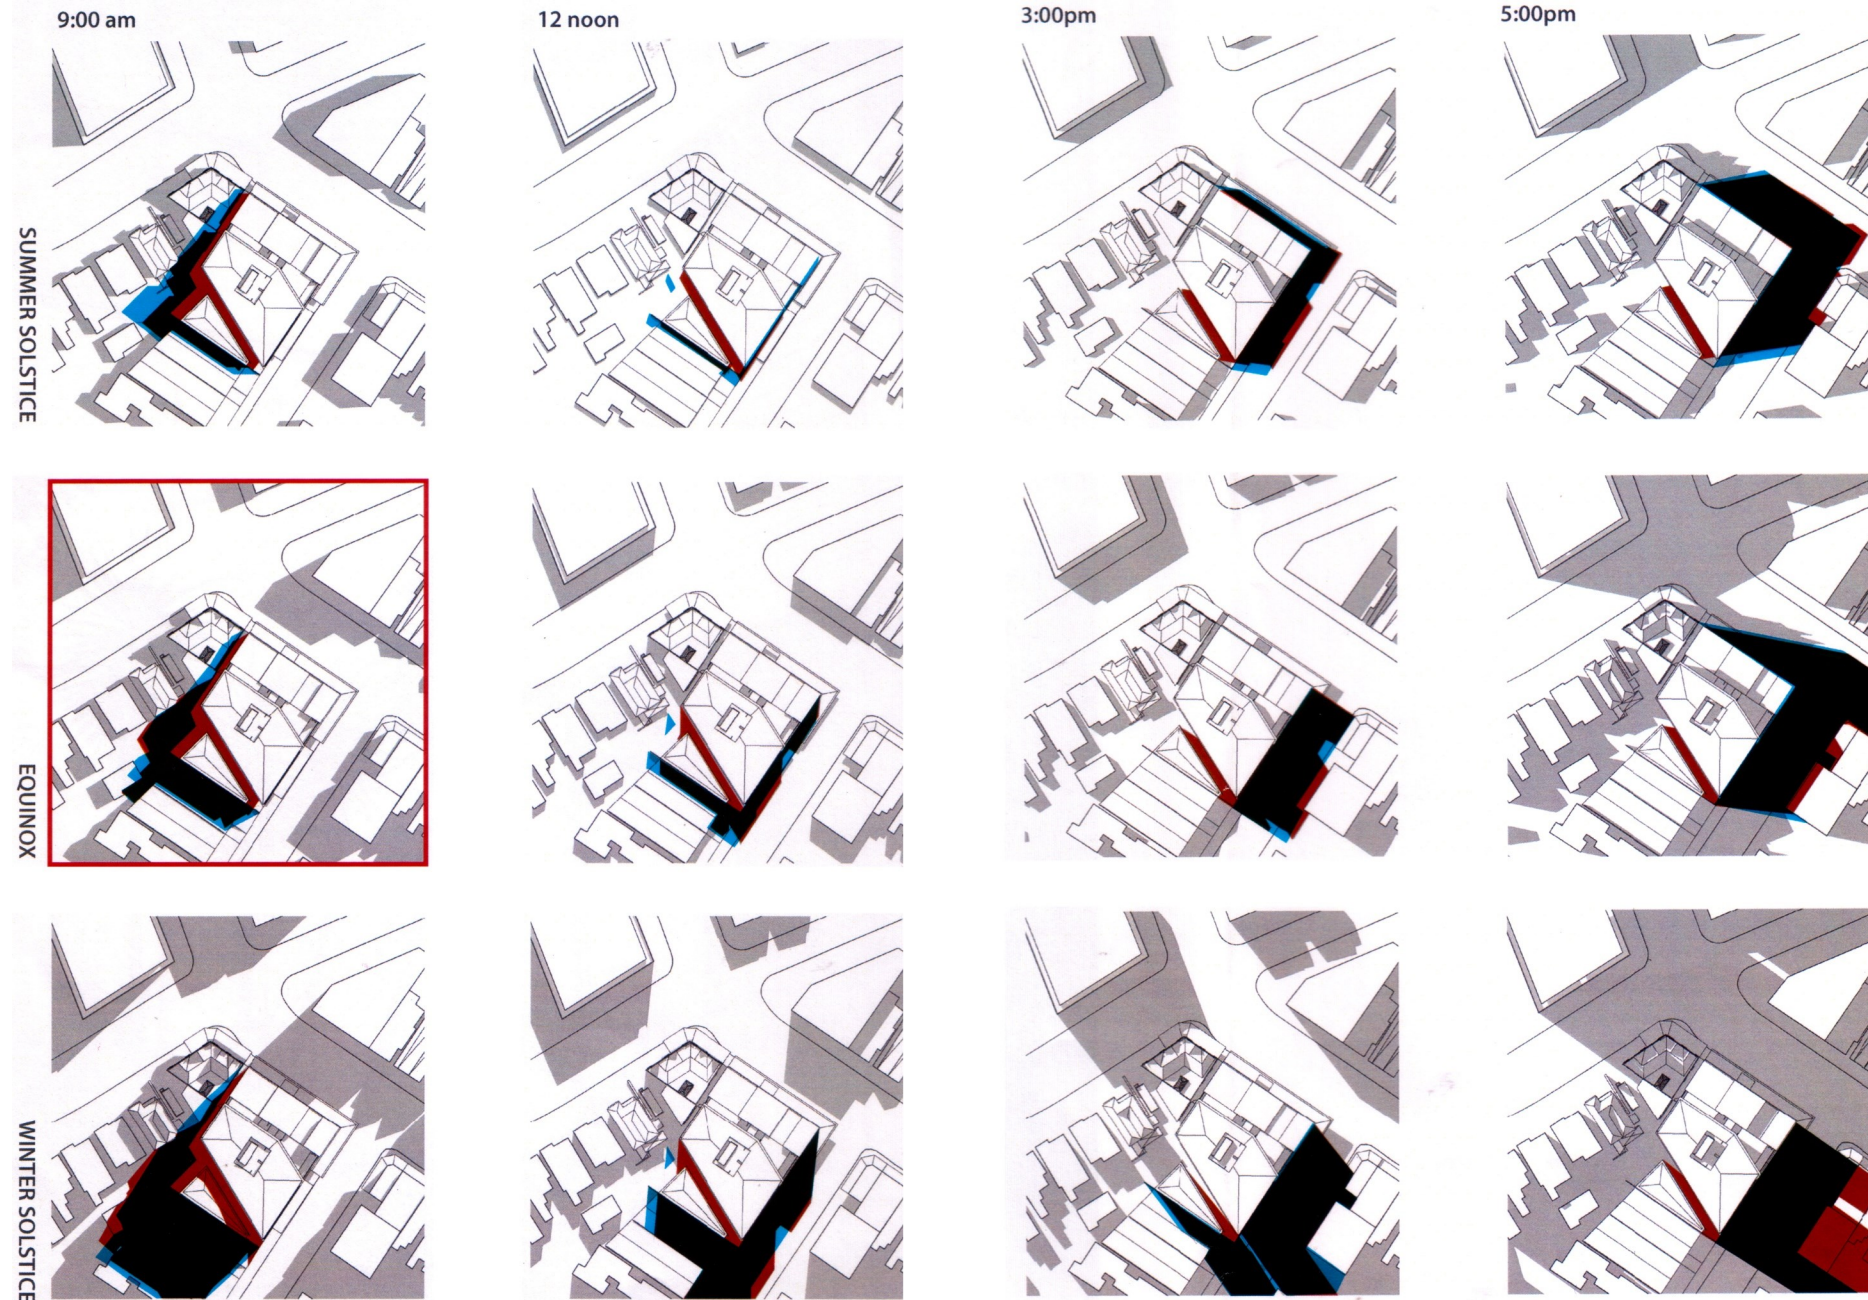 9:00 am
12 noon
3:00pm
5:00pm
SUMMER SOLSTICE
EQUINOX
WINTER SOLSTICE